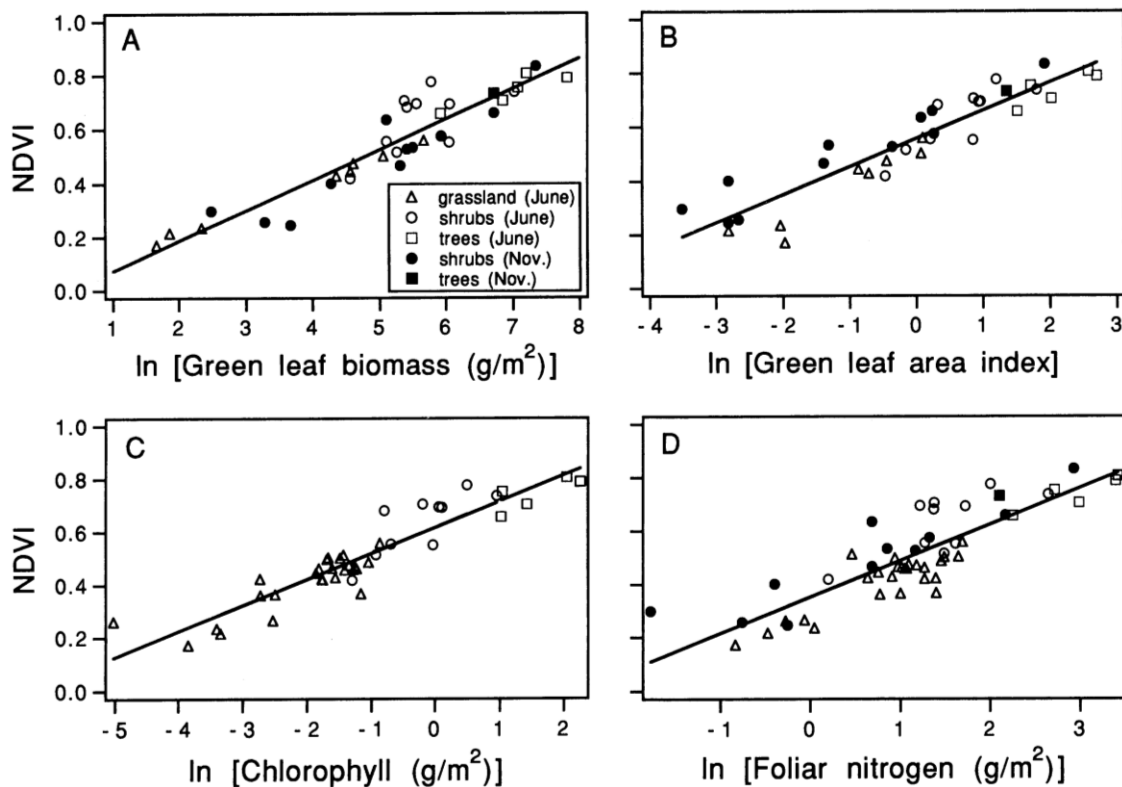 A
B
1.0
0.8
0.6
0.4
0.2
0.0
NDVI
grassland (June)
shrubs (June)
trees (June)
shrubs (Nov.)
trees (Nov.)
1 2 3 4 5 6 7 8
-4 -3 -2 -1 0 1 2 3
ln [Green leaf biomass (g/m²)]
ln [Green leaf area index]
C
D
1.0
0.8
0.6
0.4
0.2
0.0
NDVI
-5 -4 -3 -2 -1 0 1 2
-1 0 1 2 3
ln [Chlorophyll (g/m²)]
ln [Foliar nitrogen (g/m²)]